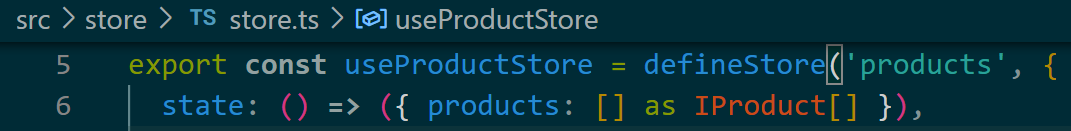 src > store > TS store.ts > useProductStore
5 export const useProductStore = defineStore('products', {
6 state: () => ({ products: [] as IProduct[] }),